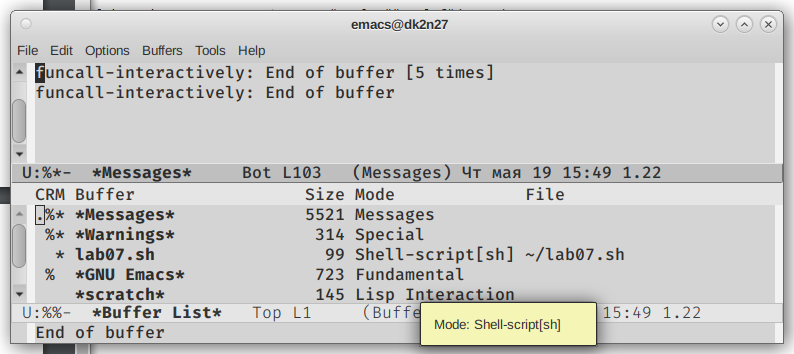 emacs@dk2n27
File Edit Options Buffers Tools Help
funcall-interactively: End of buffer [5 times]
funcall-interactively: End of buffer
U:%*- *Messages* Bot L103 (Messages) Чт мая 19 15:49 1.22
CRM Buffer Size Mode File
.%* *Messages* 5521 Messages
%* *Warnings* 314 Special
* lab07.sh 99 Shell-script[sh] ~/lab07.sh
% *GNU Emacs* 723 Fundamental
*scratch* 145 Lisp Interaction
U:%%- *Buffer List* Top L1 (Buffe 15:49 1.22
Mode: Shell-script[sh]
End of buffer